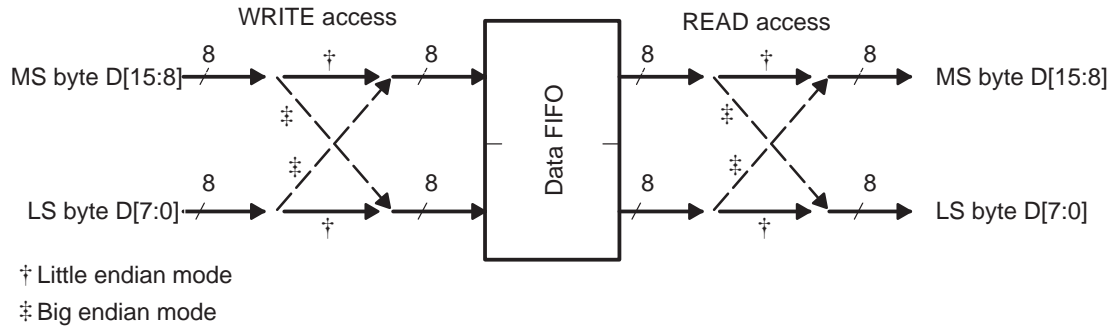 WRITE access
READ access
8 † 8 8 † 8
MS byte D[15:8] MS byte D[15:8]
‡ ‡
Data FIFO
‡ ‡
8 8 8 8
LS byte D[7:0] LS byte D[7:0]
† †
† Little endian mode
‡ Big endian mode